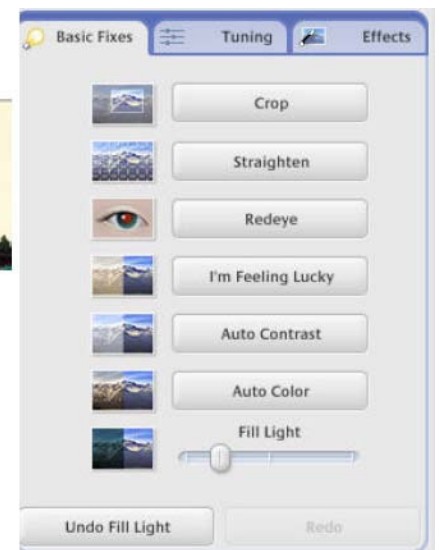 Basic Fixes Tuning Effects
Crop
Straighten
Redeye
I'm Feeling Lucky
Auto Contrast
Auto Color
Fill Light
Undo Fill Light Redo